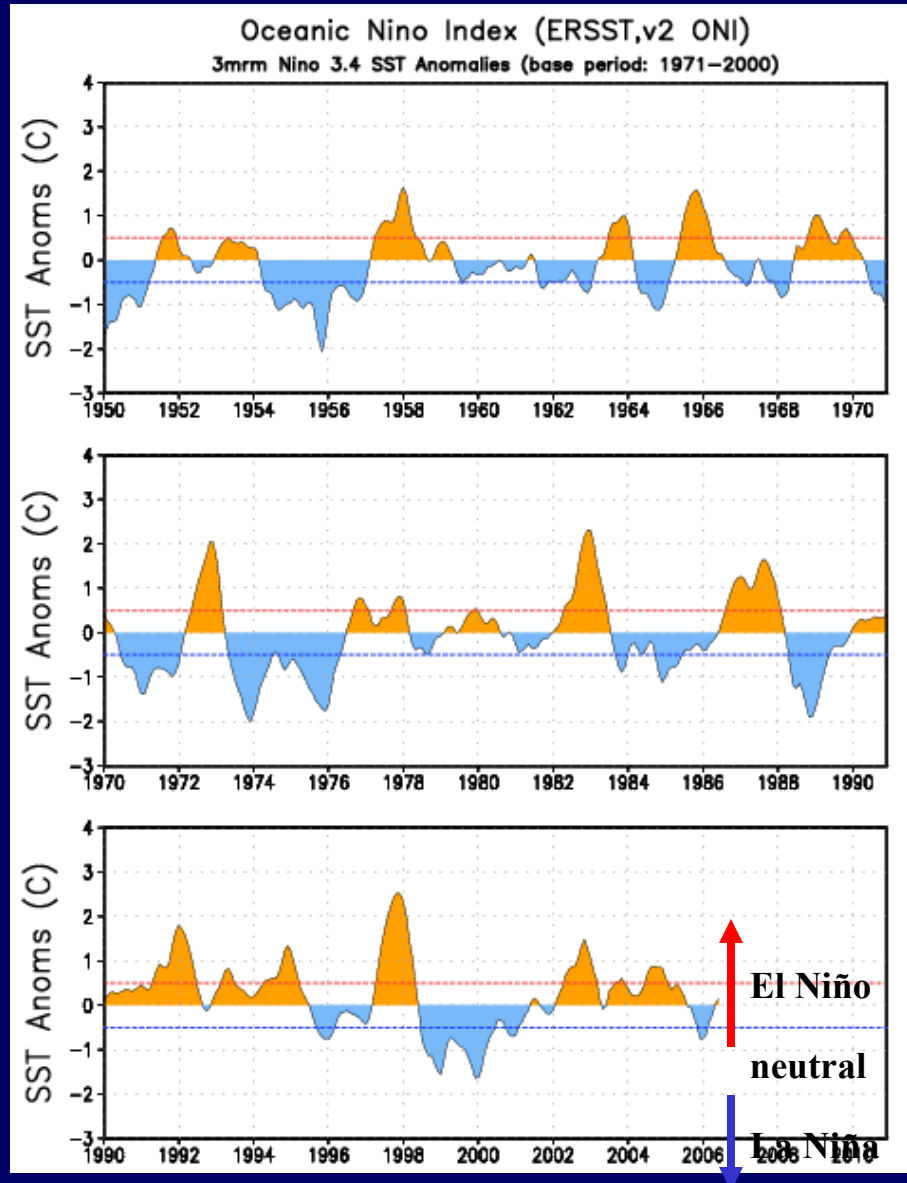 Oceanic Nino Index (ERSST,v2 ONI)
3mrm Nino 3.4 SST Anomalies (base period: 1971-2000)
SST Anoms (C)
4
3
2
1
0
-1
-2
-3
1950 1952 1954 1956 1958 1960 1962 1964 1966 1968 1970
SST Anoms (C)
4
3
2
1
0
-1
-2
-3
1970 1972 1974 1976 1978 1980 1982 1984 1986 1988 1990
SST Anoms (C)
4
3
2
1
0
-1
-2
-3
El Niño
neutral
La Niña
1990 1992 1994 1996 1998 2000 2002 2004 2006 2008 2010